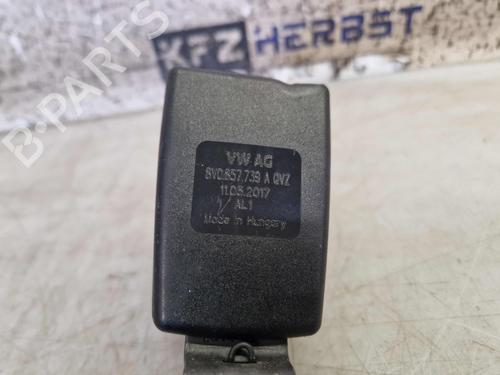 KFZ HERBST
B-PARTS
VW AG
8V0.857.739 A QVZ
11.05.2017
AL1
Made in Hungary